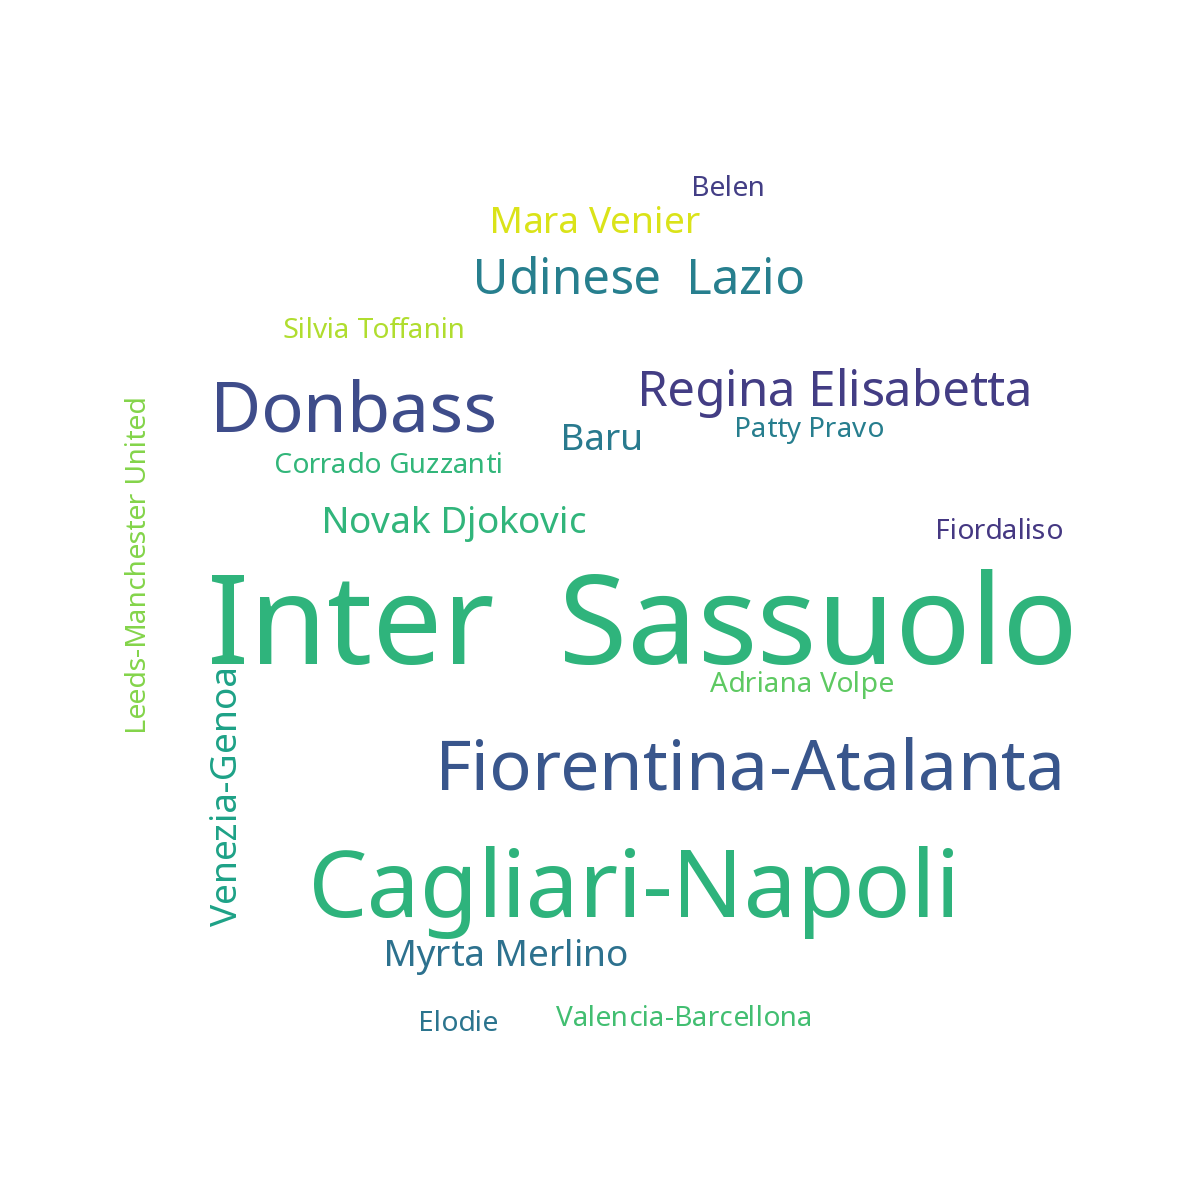 Belen
Mara Venier
Udinese  Lazio
Silvia Toffanin
Regina Elisabetta
Donbass
Patty Pravo
Baru
Corrado Guzzanti
Novak Djokovic
Fiordaliso
Leeds-Manchester United
Inter  Sassuolo
Adriana Volpe
Venezia-Genoa
Fiorentina-Atalanta
Cagliari-Napoli
Myrta Merlino
Valencia-Barcellona
Elodie